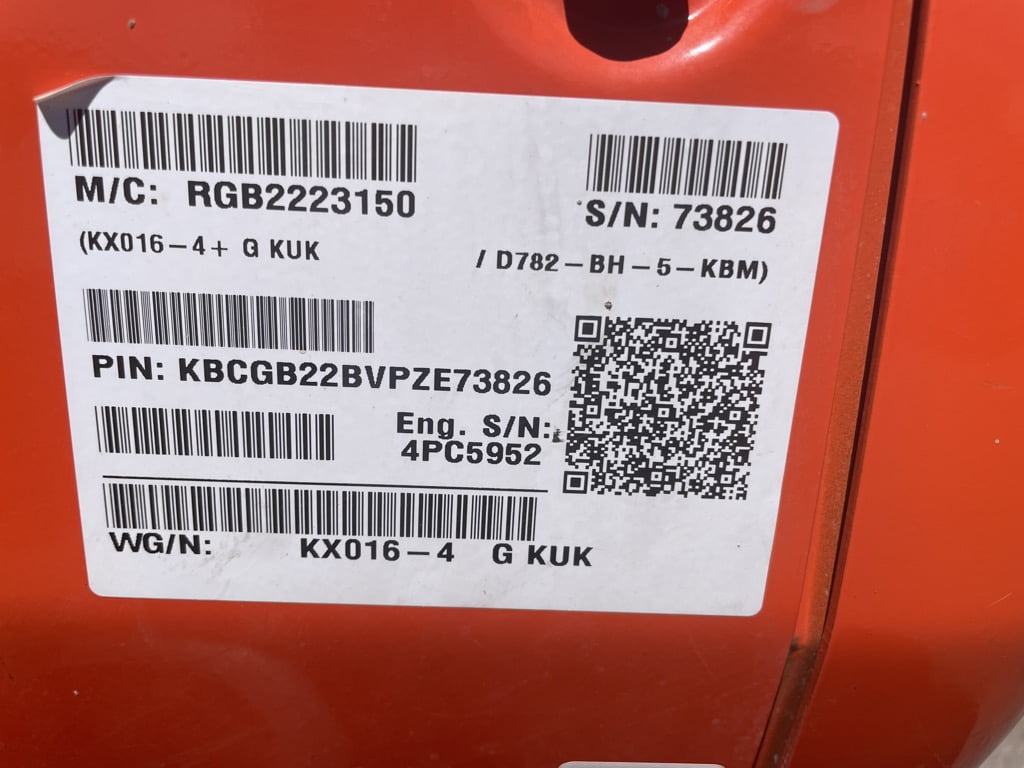 M/C: RGB2223150
S/N: 73826
(KX016-4+ G KUK / D782-BH-5-KBM)
PIN: KBCGB22BVPZE73826
Eng. S/N:
4PC5952
WG/N: KX016-4 G KUK